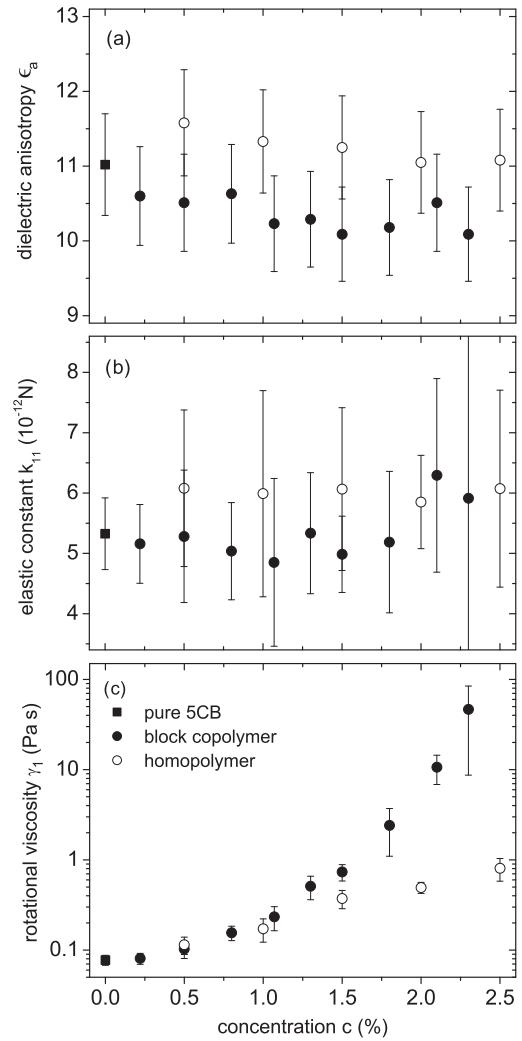 13
(a)
12
11
10
9
dielectric anisotropy ϵa
(b)
8
7
6
5
4
elastic constant k11 (10-12N)
(c)
100
pure 5CB
block copolymer
homopolymer
10
1
0.1
rotational viscosity γ1 (Pa s)
0.0 0.5 1.0 1.5 2.0 2.5
concentration c (%)